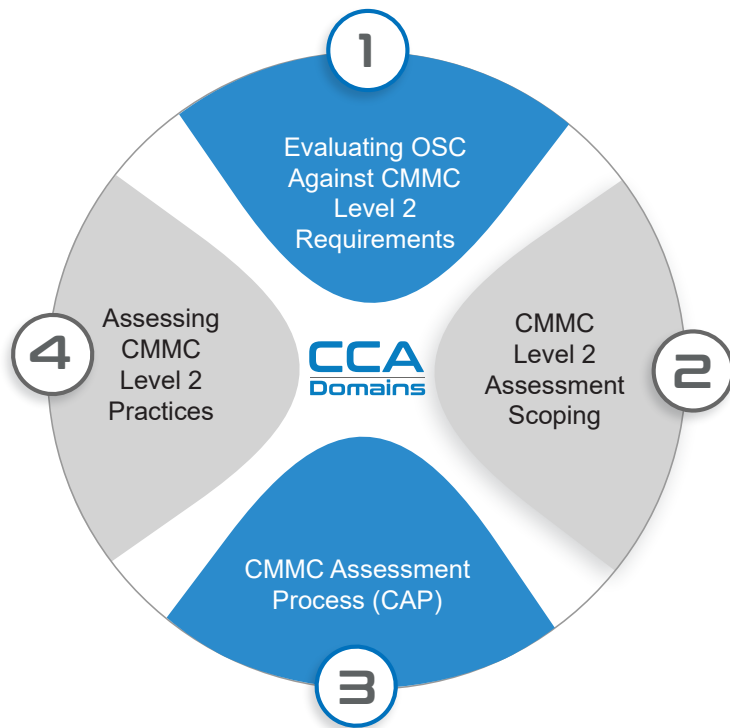 1
Evaluating OSC
Against CMMC
Level 2
Requirements
2
CMMC
Level 2
Assessment
Scoping
3
CMMC Assessment
Process (CAP)
4
Assessing
CMMC
Level 2
Practices
CCA
Domains